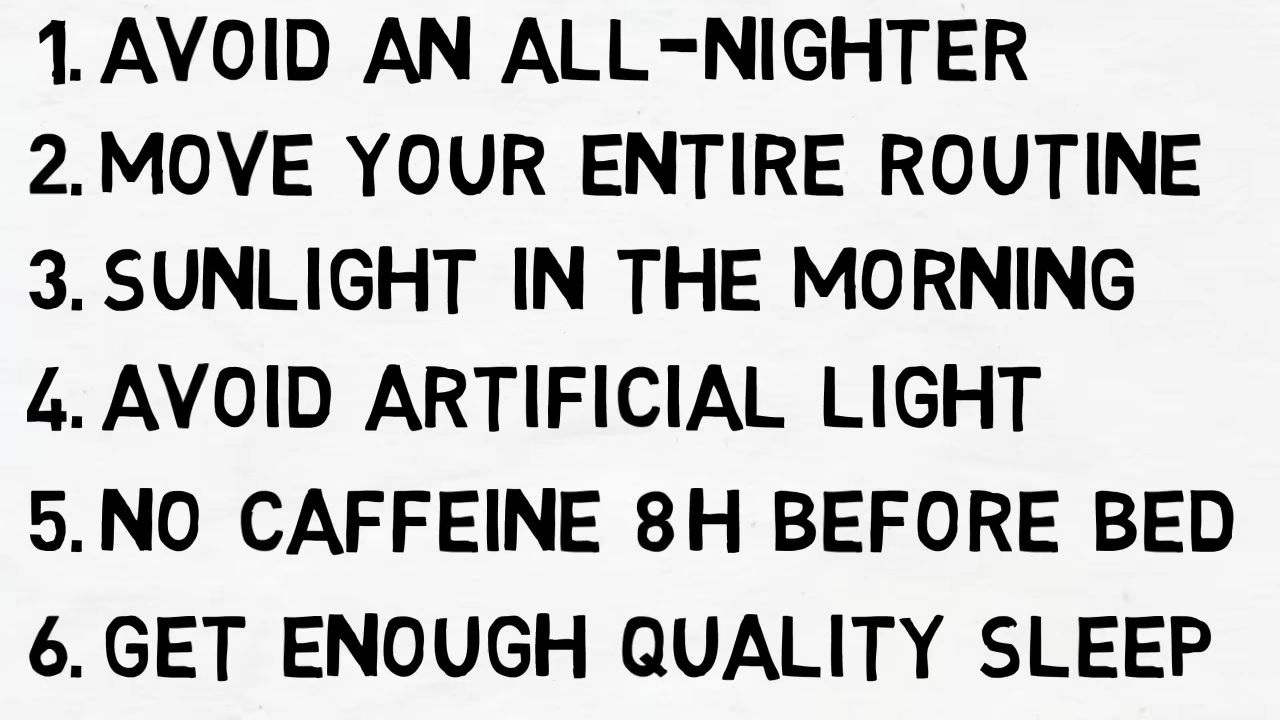 1. AVOID AN ALL-NIGHTER
2. MOVE YOUR ENTIRE ROUTINE
3. SUNLIGHT IN THE MORNING
4. AVOID ARTIFICIAL LIGHT
5. NO CAFFEINE 8H BEFORE BED
6. GET ENOUGH QUALITY SLEEP